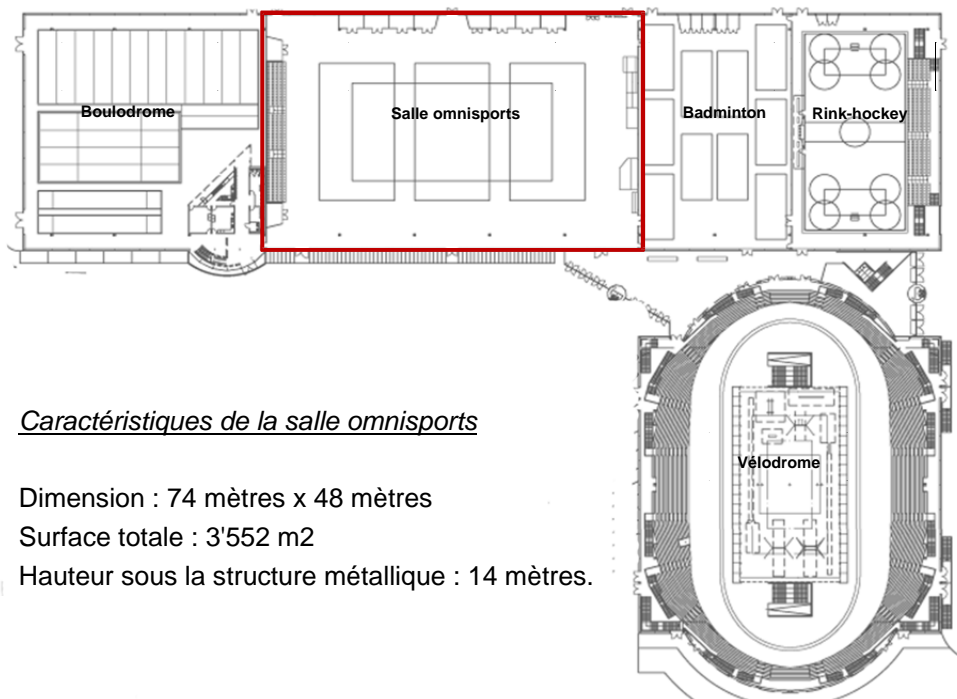 Boulodrome
Salle omnisports
Badminton
Rink-hockey
Vélodrome
Caractéristiques de la salle omnisports
Dimension : 74 mètres x 48 mètres
Surface totale : 3'552 m2
Hauteur sous la structure métallique : 14 mètres.